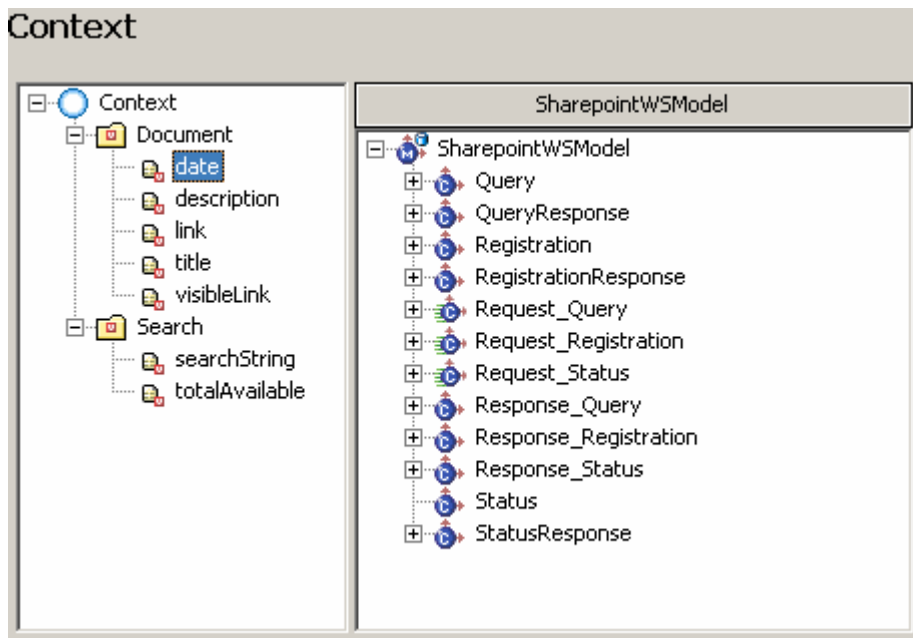 Context
Context
Document
date
description
link
title
visibleLink
Search
searchString
totalAvailable
SharepointWSModel
SharepointWSModel
Query
QueryResponse
Registration
RegistrationResponse
Request_Query
Request_Registration
Request_Status
Response_Query
Response_Registration
Response_Status
Status
StatusResponse